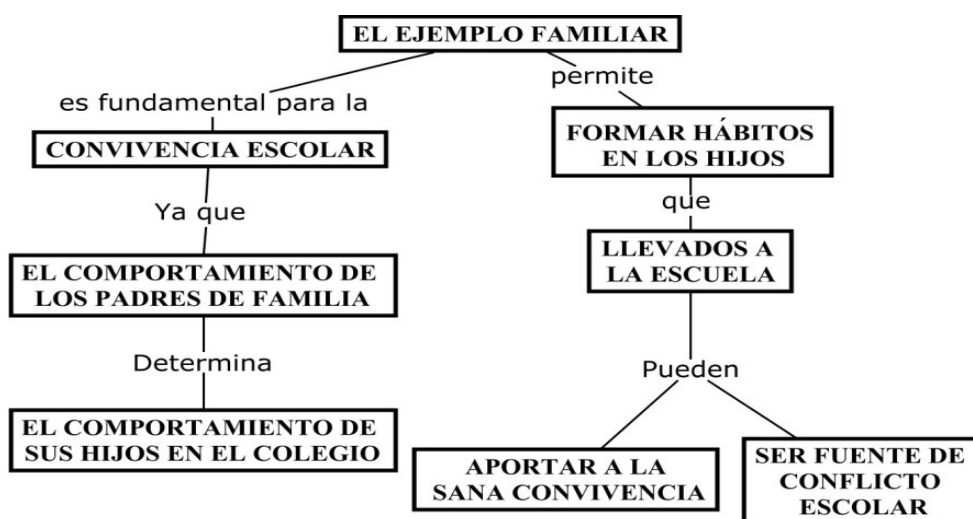 EL EJEMPLO FAMILIAR
es fundamental para la
permite
CONVIVENCIA ESCOLAR
FORMAR HÁBITOS
EN LOS HIJOS
Ya que
que
EL COMPORTAMIENTO DE
LOS PADRES DE FAMILIA
LLEVADOS A
LA ESCUELA
Determina
Pueden
EL COMPORTAMIENTO DE
SUS HIJOS EN EL COLEGIO
APORTAR A LA
SANA CONVIVENCIA
SER FUENTE DE
CONFLICTO
ESCOLAR